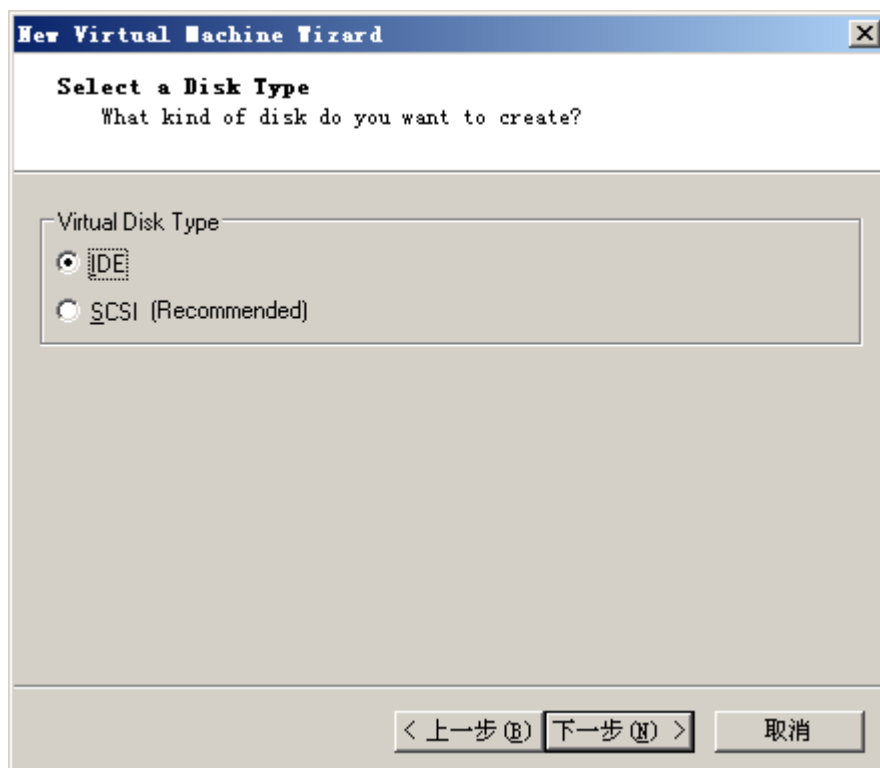 New Virtual Machine Wizard
Select a Disk Type
What kind of disk do you want to create?
Virtual Disk Type
IDE
SCSI (Recommended)
< 上一步(B) 下一步(N) > 取消